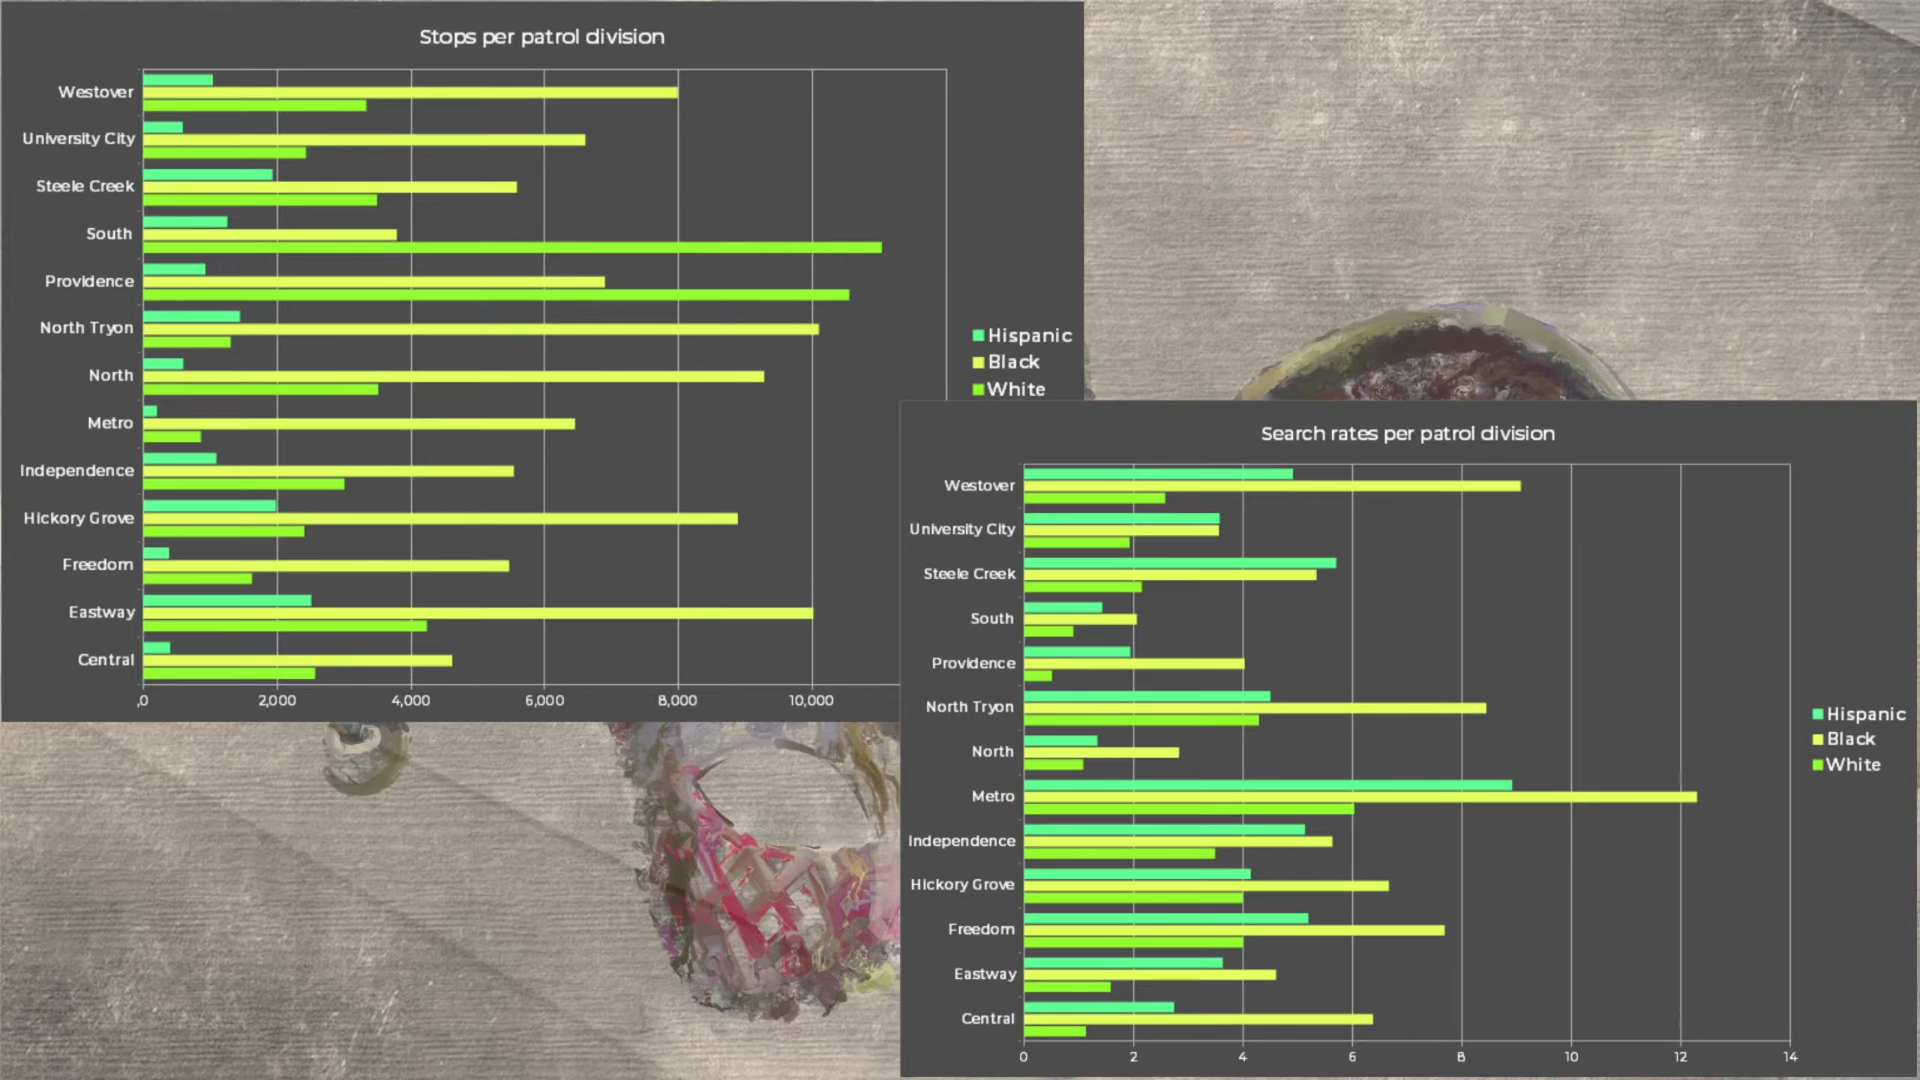 Stops per patrol division
Westover
University City
Steele Creek
South
Providence
North Tryon
North
Metro
Independence
Hickory Grove
Freedom
Eastway
Central
,0 2,000 4,000 6,000 8,000 10,000
Hispanic
Black
White
Search rates per patrol division
Westover
University City
Steele Creek
South
Providence
North Tryon
North
Metro
Independence
Hickory Grove
Freedom
Eastway
Central
0 2 4 6 8 10 12 14
Hispanic
Black
White